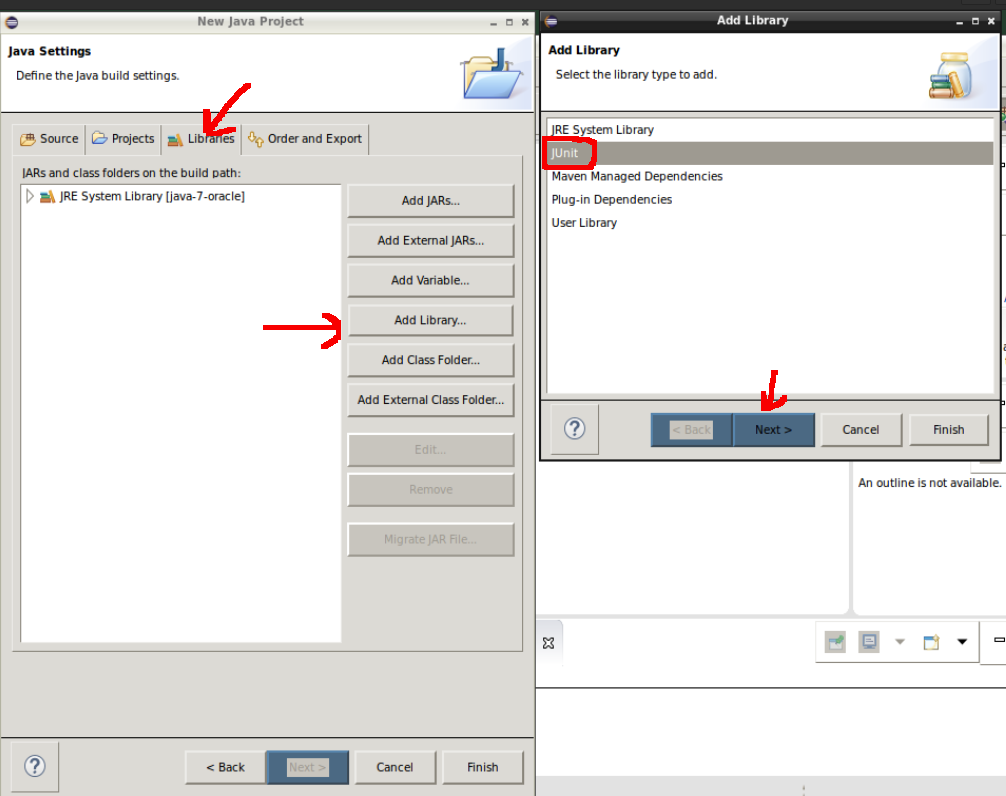 New Java Project
Java Settings
Define the Java build settings.
Source Projects Libraries Order and Export
JARs and class folders on the build path:
JRE System Library [java-7-oracle]
Add JARs...
Add External JARs...
Add Variable...
Add Library...
Add Class Folder...
Add External Class Folder...
Edit...
Remove
Migrate JAR File...
? < Back Next > Cancel Finish
Add Library
Add Library
Select the library type to add.
JRE System Library
JUnit
Maven Managed Dependencies
Plug-in Dependencies
User Library
? < Back Next > Cancel Finish
An outline is not available.